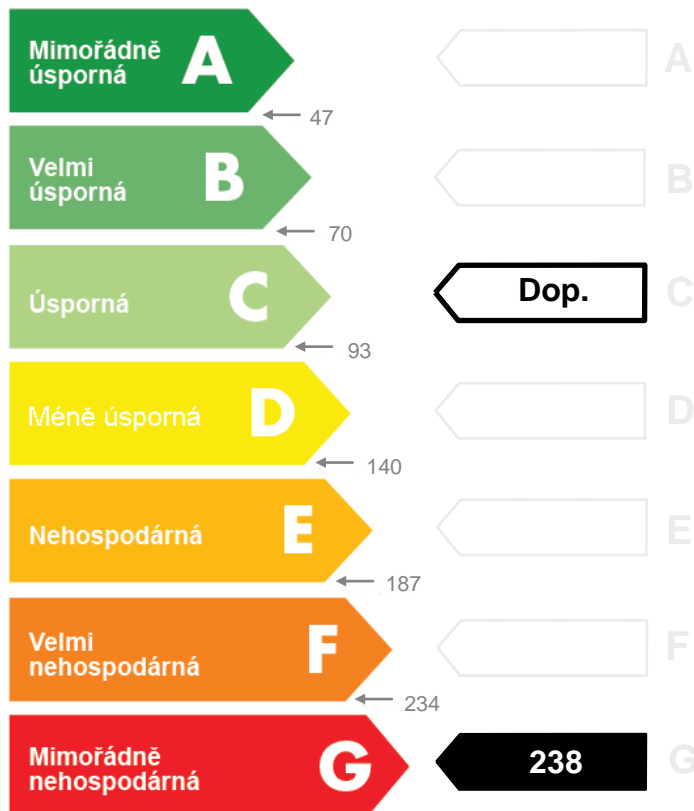 Mimořádně
úsporná A
A
47
Velmi
úsporná B
B
70
Úsporná C
Dop.
C
93
Méně úsporná D
D
140
Nehospodárná E
E
187
Velmi
nehospodárná F
F
234
Mimořádně
nehospodárná G
238
G